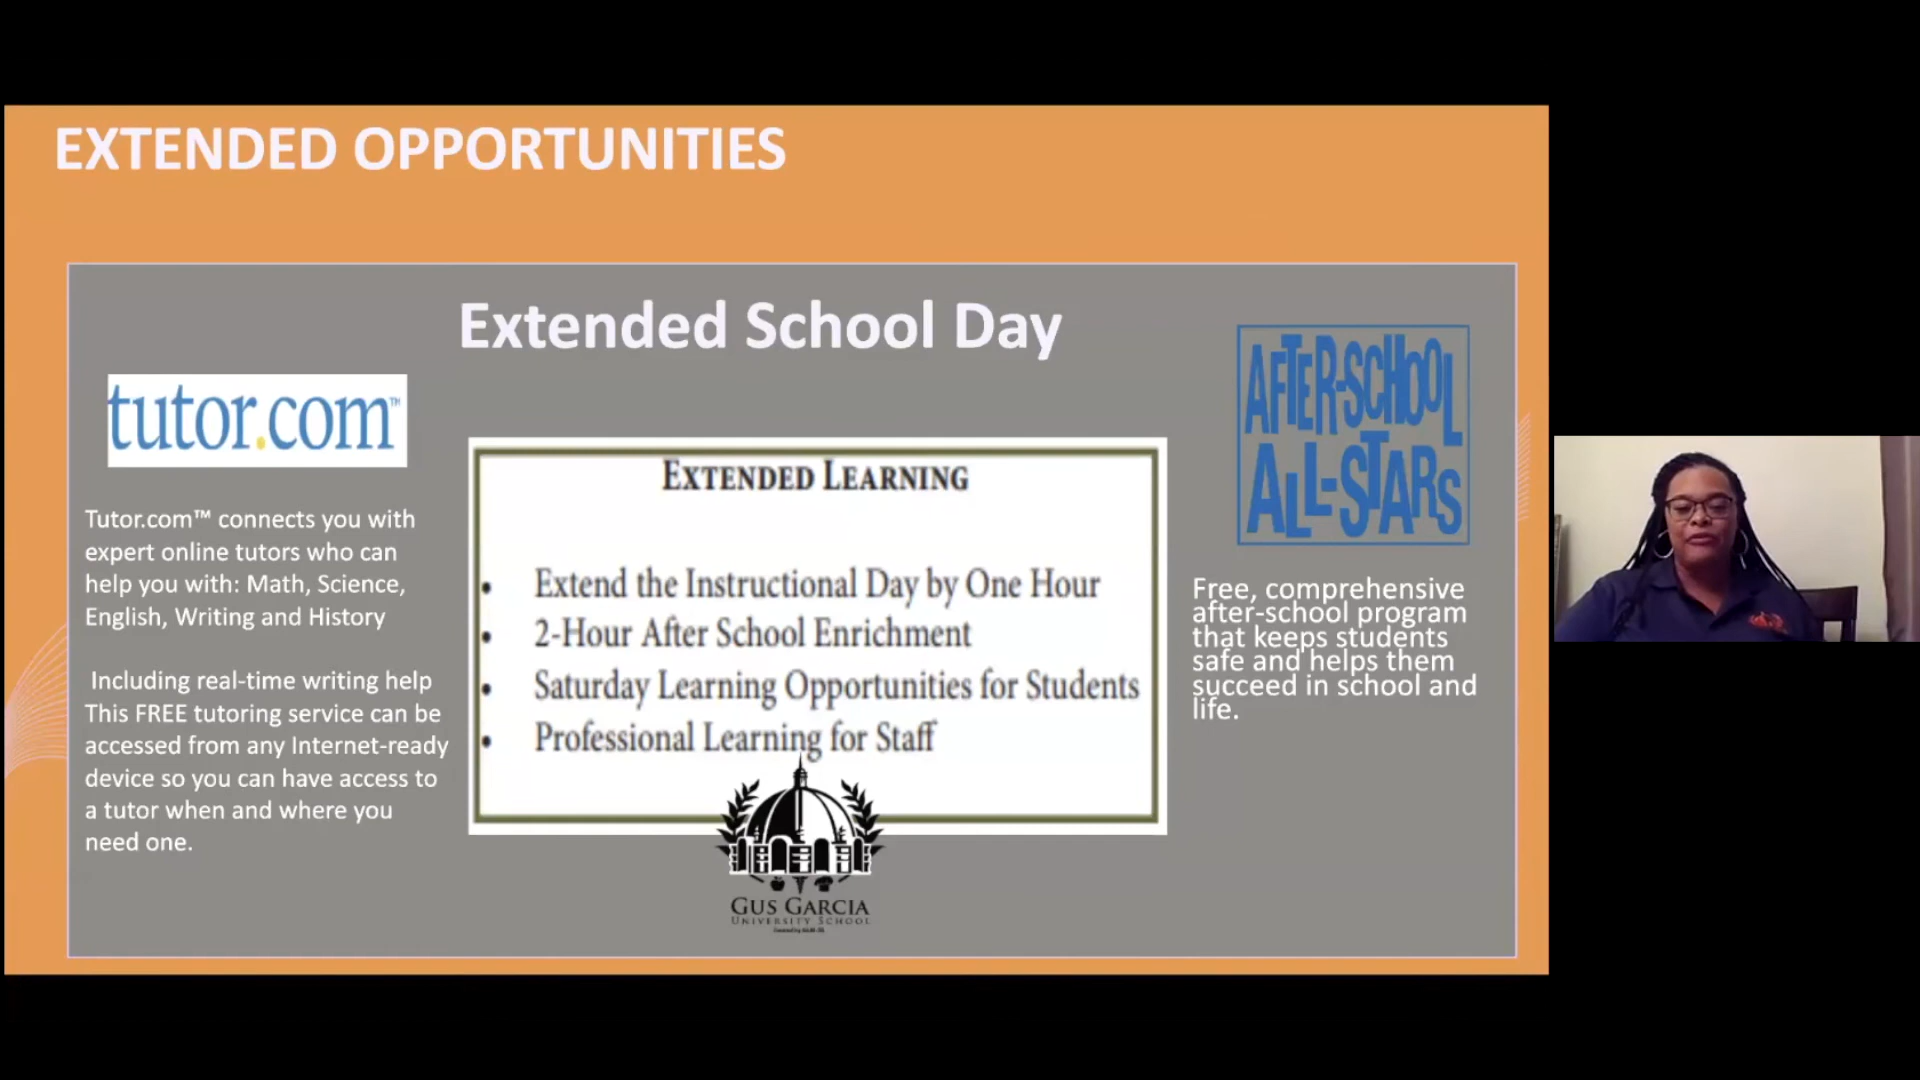 EXTENDED OPPORTUNITIES
Extended School Day
tutor.com™
Tutor.com™ connects you with
expert online tutors who can
help you with: Math, Science,
English, Writing and History
Including real-time writing help
This FREE tutoring service can be
accessed from any Internet-ready
device so you can have access to
a tutor when and where you
need one.
EXTENDED LEARNING
• Extend the Instructional Day by One Hour
• 2-Hour After School Enrichment
• Saturday Learning Opportunities for Students
• Professional Learning for Staff
GUS GARCIA
UNIVERSITY SCHOOL
AFTER-SCHOOL
ALL-STARS
Free, comprehensive
after-school program
that keeps students
safe and helps them
succeed in school and
life.